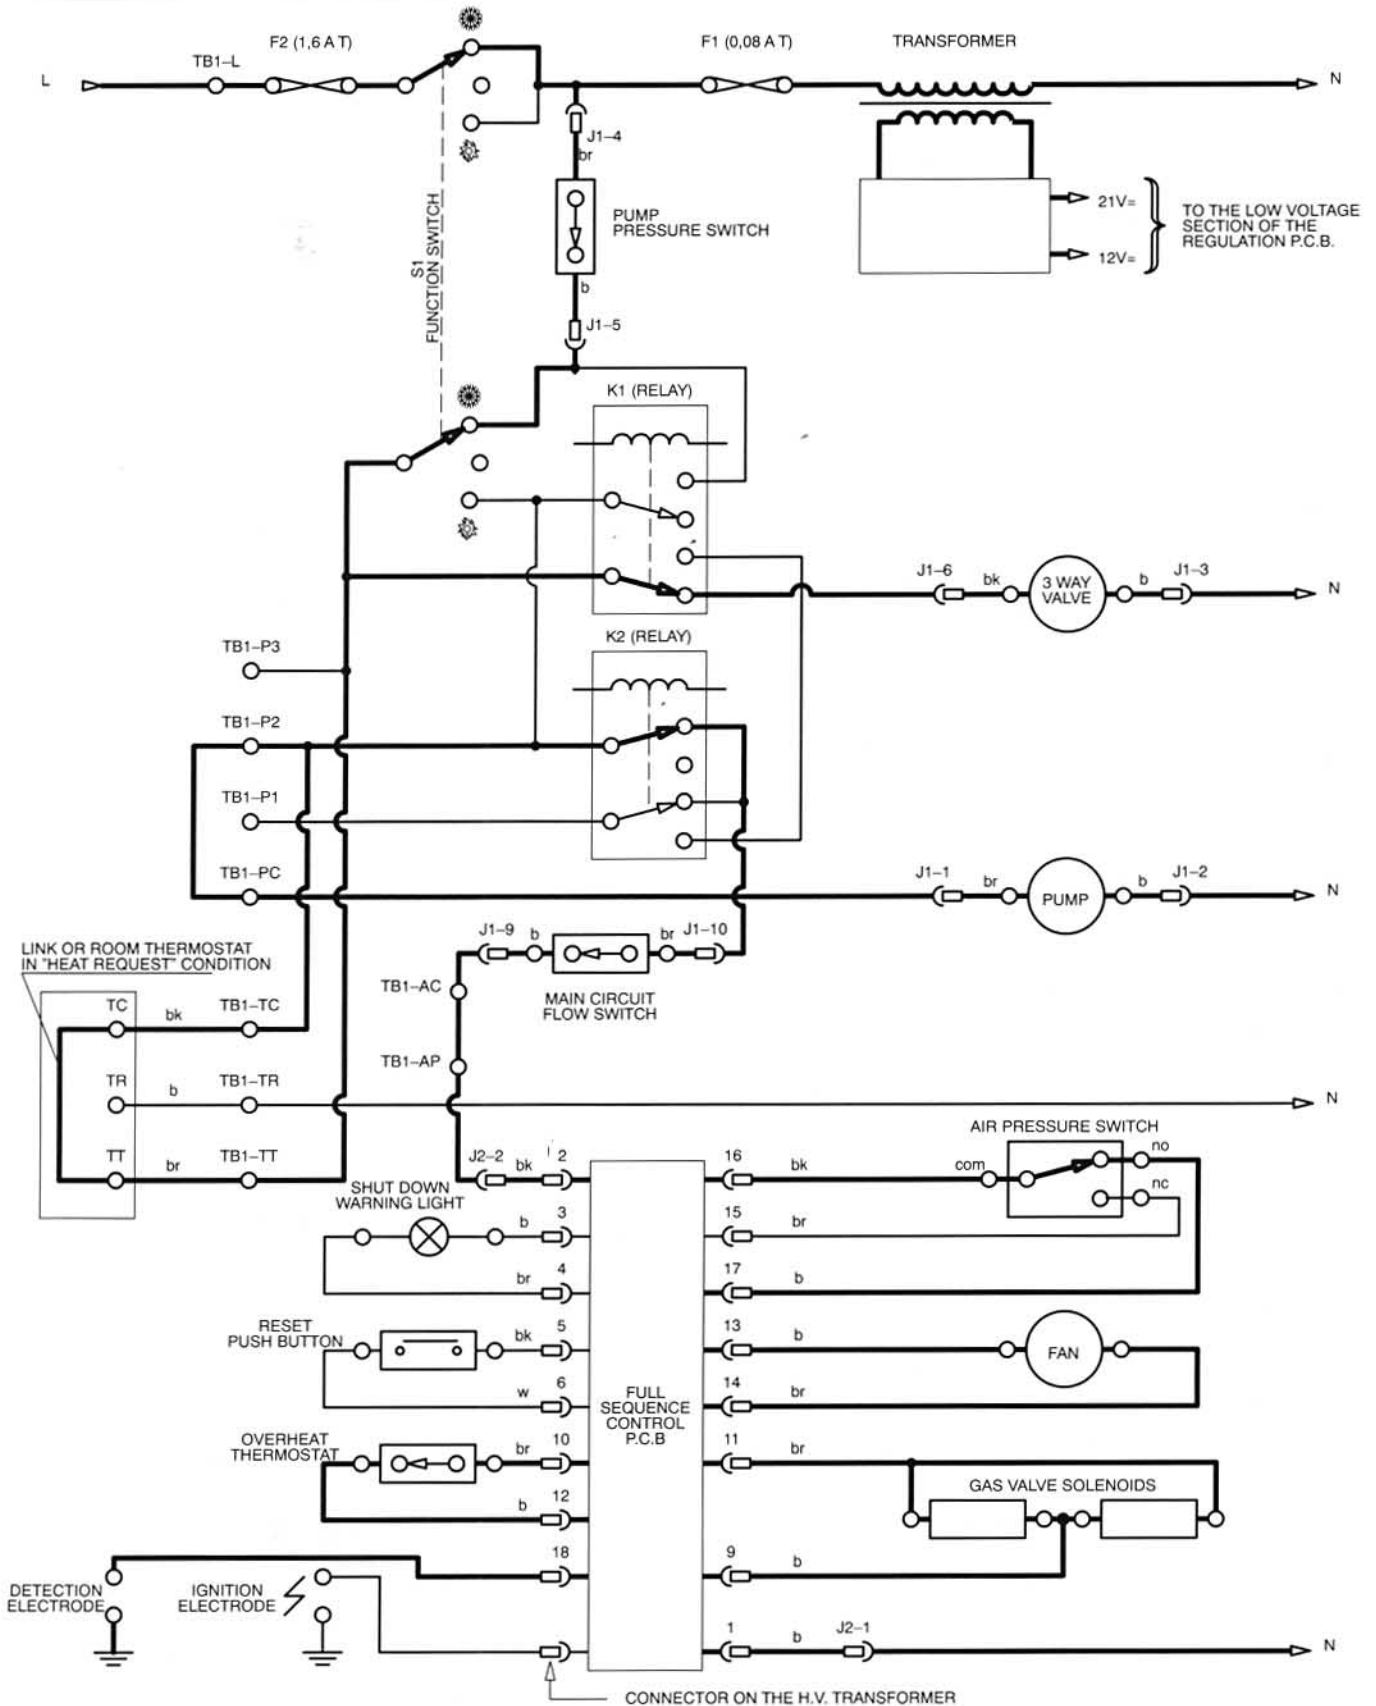 F2 (1,6 A T)
F1 (0,08 A T)
TRANSFORMER
TB1–L
L
N
J1–4
br
S1
FUNCTION SWITCH
PUMP
PRESSURE SWITCH
21V=
12V=
TO THE LOW VOLTAGE
SECTION OF THE
REGULATION P.C.B.
b
J1–5
K1 (RELAY)
J1–6
bk
3 WAY
VALVE
b
J1–3
N
K2 (RELAY)
TB1–P3
TB1–P2
TB1–P1
TB1–PC
J1–1
br
PUMP
b
J1–2
N
LINK OR ROOM THERMOSTAT
IN "HEAT REQUEST" CONDITION
J1–9
b
br
J1–10
MAIN CIRCUIT
FLOW SWITCH
TB1–AC
TC
bk
TB1–TC
TB1–AP
TR
b
TB1–TR
N
TT
br
TB1–TT
J2–2
bk
2
16
bk
AIR PRESSURE SWITCH
com
no
nc
SHUT DOWN
WARNING LIGHT
b
3
15
br
br
4
17
b
RESET
PUSH BUTTON
bk
5
13
b
FAN
w
6
14
br
FULL
SEQUENCE
CONTROL
P.C.B
OVERHEAT
THERMOSTAT
br
10
11
br
GAS VALVE SOLENOIDS
b
12
18
9
b
DETECTION
ELECTRODE
IGNITION
ELECTRODE
1
b
J2–1
N
CONNECTOR ON THE H.V. TRANSFORMER